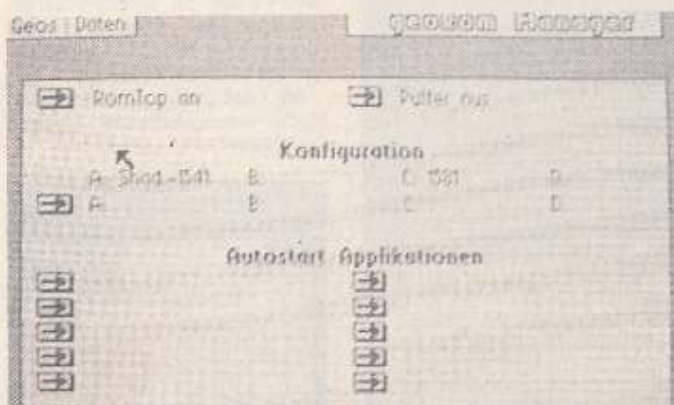 Geos | Daten | geoROM Manager
RomTop an Puffer aus
Konfiguration
A: Shad-1541 B: C: 1581 D:
A: B: C: D:
Autostart Applikationen